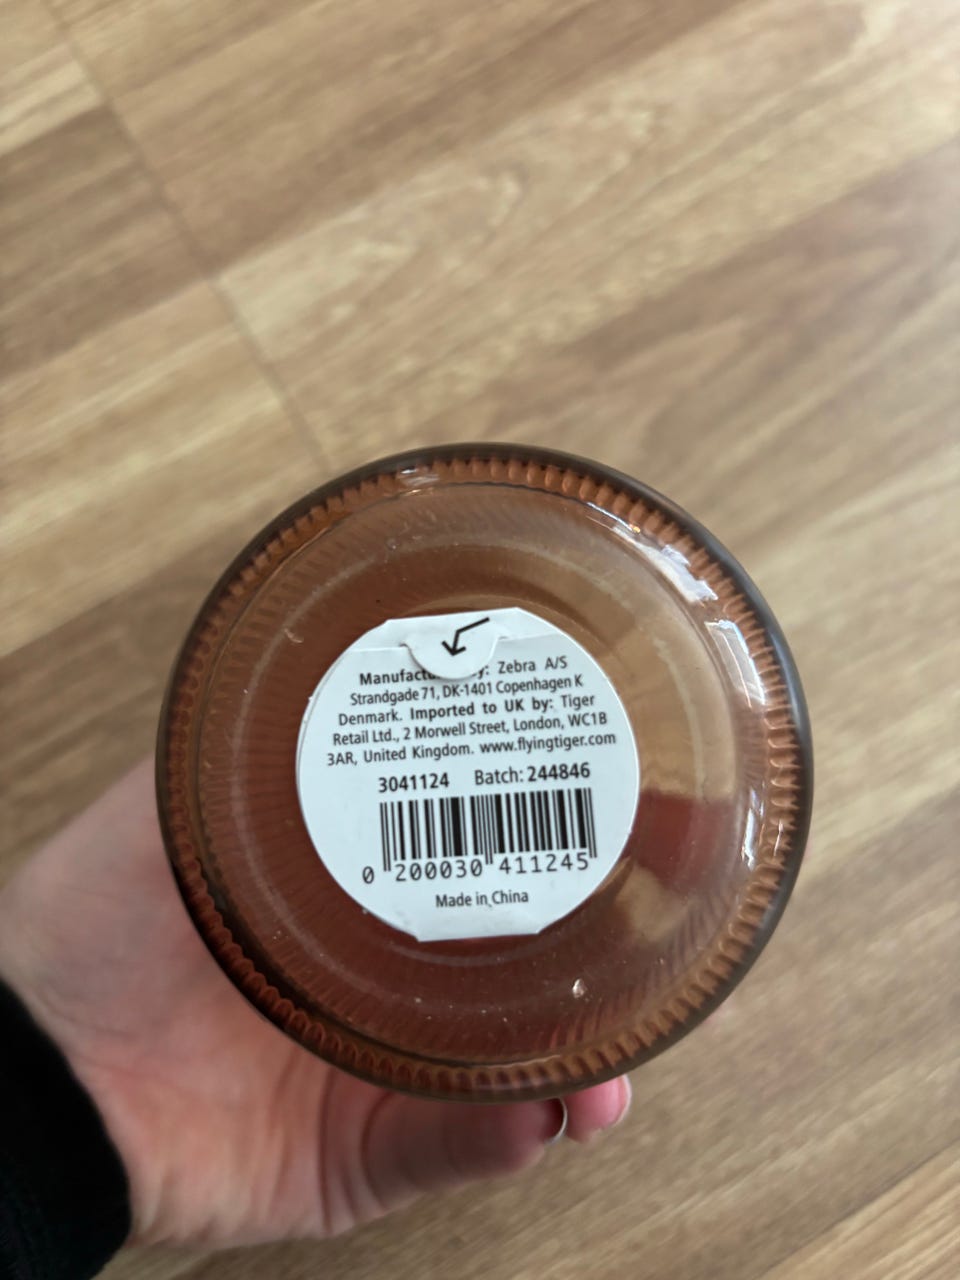 Manufactu y: Zebra A/S
Strandgade 71, DK-1401 Copenhagen K
Denmark. Imported to UK by: Tiger
Retail Ltd., 2 Morwell Street, London, WC1B
3AR, United Kingdom. www.flyingtiger.com
3041124 Batch: 244846
0 200030 411245
Made in China